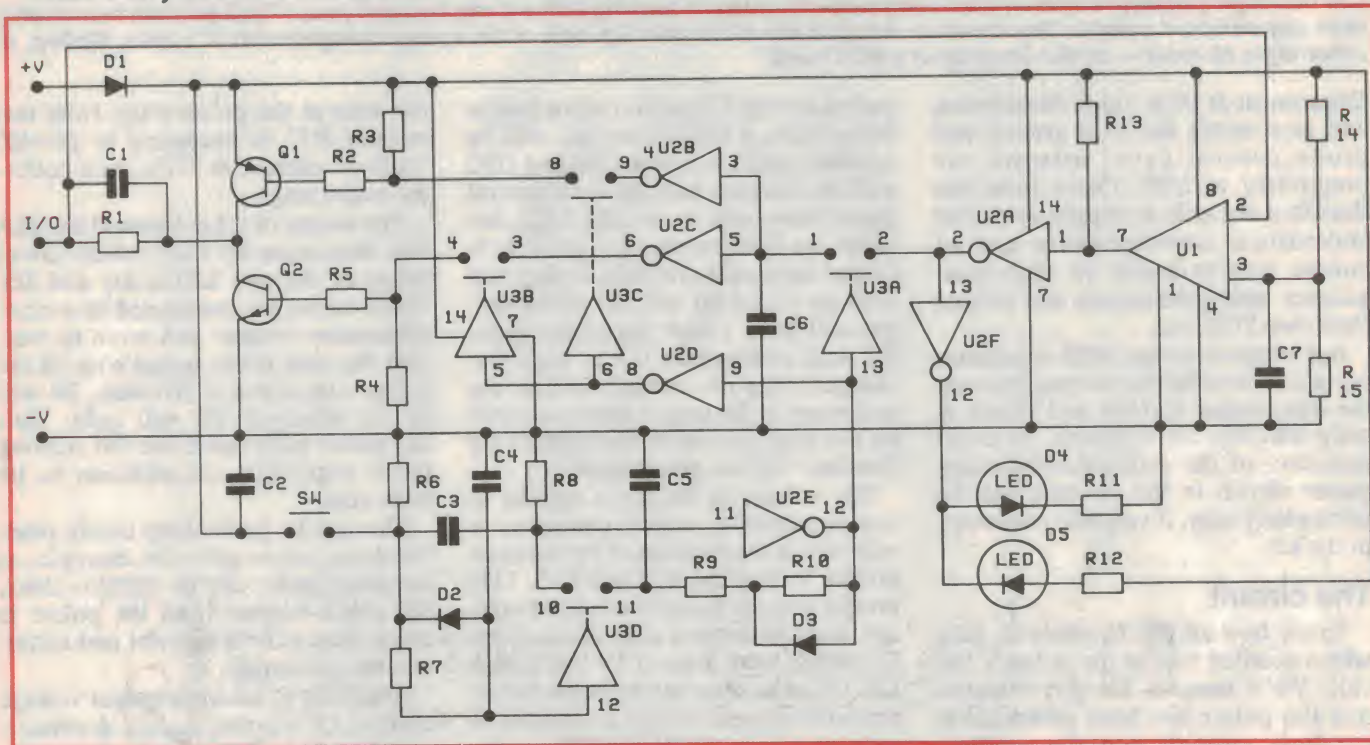 +V
D1
C1
I/O
R1
Q1
R2
R3
8
9
4
U2B
3
R13
R
14
Q2
R5
4
3
6
U2C
5
1
2
2
U2A
14
1
7
7
U1
8
2
3
1
4
U3B
U3C
U3A
14
7
5
6
8
U2D
9
13
C6
13
U2F
12
C7
R
15
R4
-V
C2
SW
R6
C4
R8
C5
D4
LED
R11
C3
11
U2E
12
D5
LED
R12
D2
10
11
R9
R10
U3D
D3
R7
12